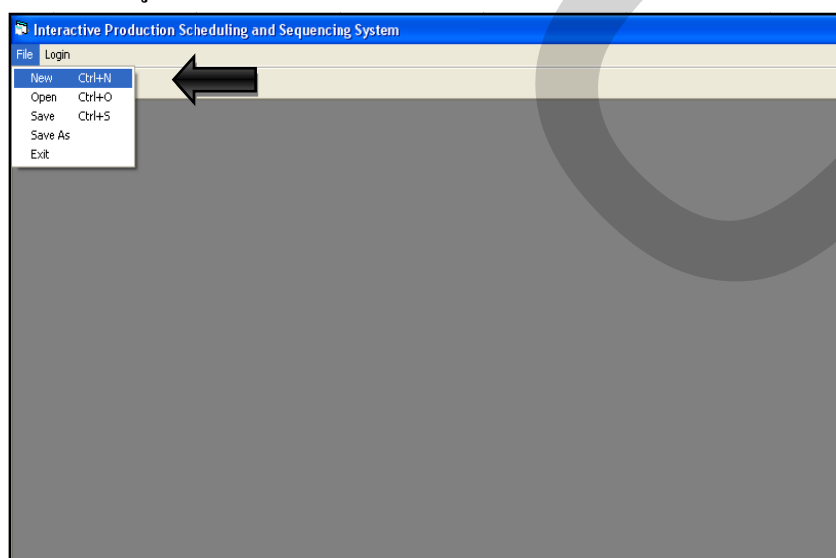 Interactive Production Scheduling and Sequencing System
File Login
New Ctrl+N
Open Ctrl+O
Save Ctrl+S
Save As
Exit